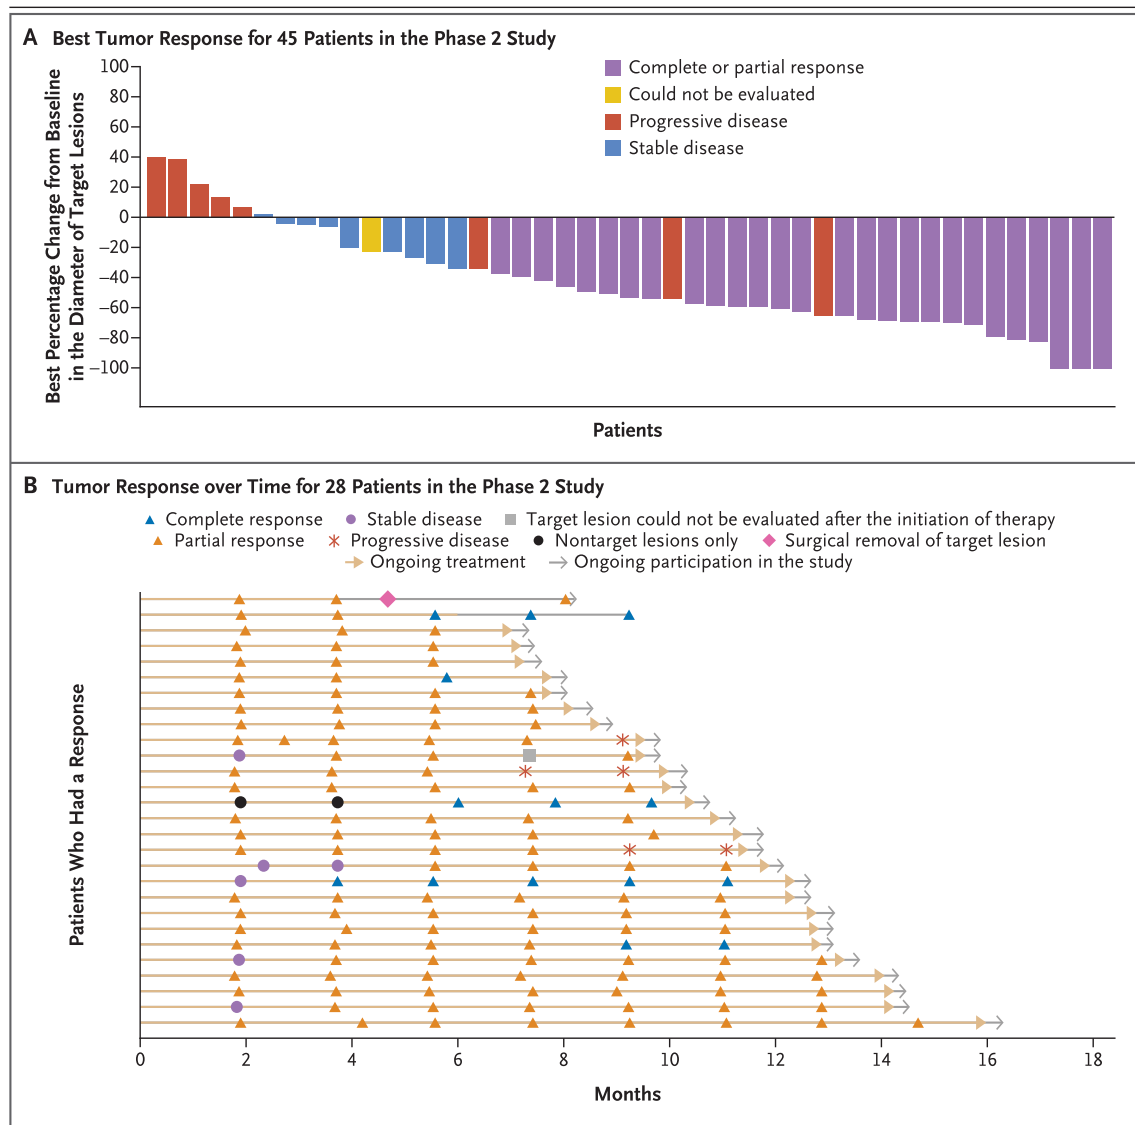 A Best Tumor Response for 45 Patients in the Phase 2 Study
Best Percentage Change from Baseline
in the Diameter of Target Lesions
100
80
60
40
20
0
−20
−40
−60
−80
−100
Complete or partial response
Could not be evaluated
Progressive disease
Stable disease
Patients
B Tumor Response over Time for 28 Patients in the Phase 2 Study
Complete response Stable disease Target lesion could not be evaluated after the initiation of therapy
Partial response Progressive disease Nontarget lesions only Surgical removal of target lesion
Ongoing treatment Ongoing participation in the study
Patients Who Had a Response
0 2 4 6 8 10 12 14 16 18
Months